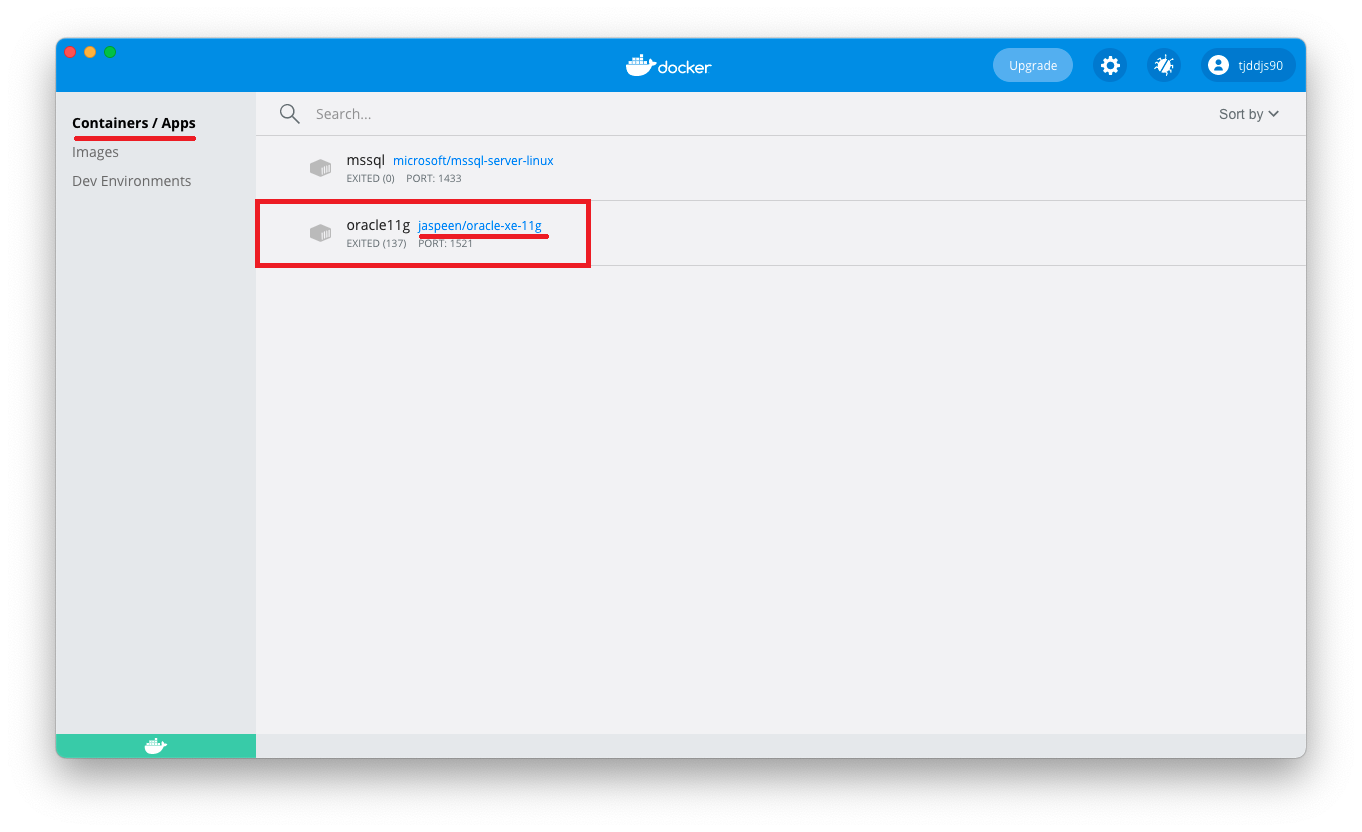 docker
Upgrade
tjddjs90
Containers / Apps
Images
Dev Environments
Search...
Sort by
mssql microsoft/mssql-server-linux
EXITED (0) PORT: 1433
oracle11g jaspeen/oracle-xe-11g
EXITED (137) PORT: 1521